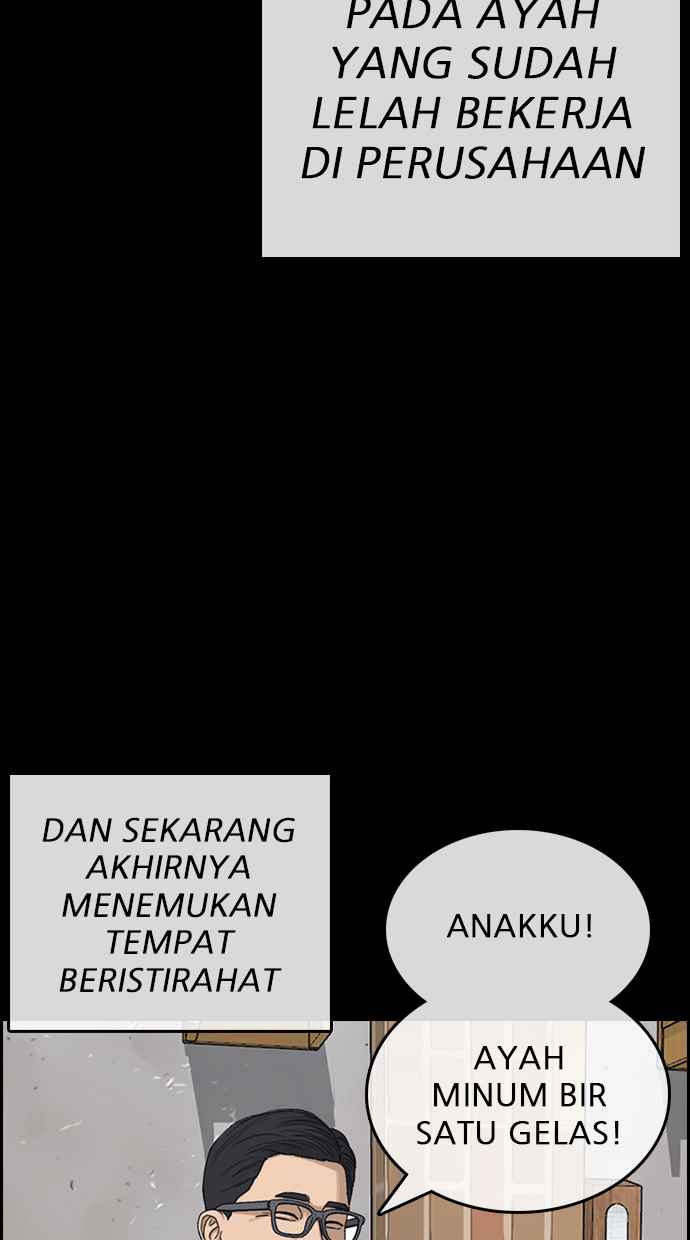 PADA AYAH
YANG SUDAH
LELAH BEKERJA
DI PERUSAHAAN
DAN SEKARANG
AKHIRNYA
MENEMUKAN
TEMPAT
BERISTIRAHAT
ANAKKU!
AYAH
MINUM BIR
SATU GELAS!